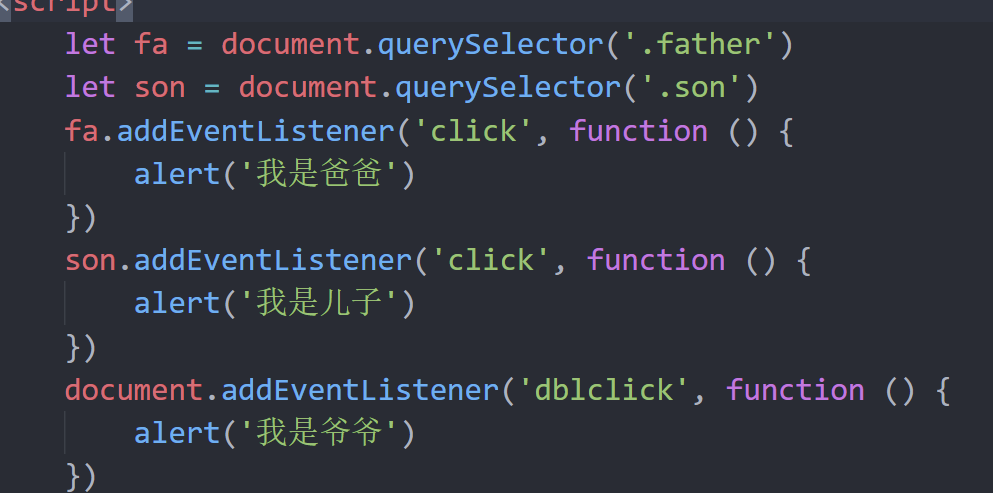 <script>
let fa = document.querySelector('.father')
let son = document.querySelector('.son')
fa.addEventListener('click', function () {
alert('我是爸爸')
})
son.addEventListener('click', function () {
alert('我是儿子')
})
document.addEventListener('dblclick', function () {
alert('我是爷爷')
})